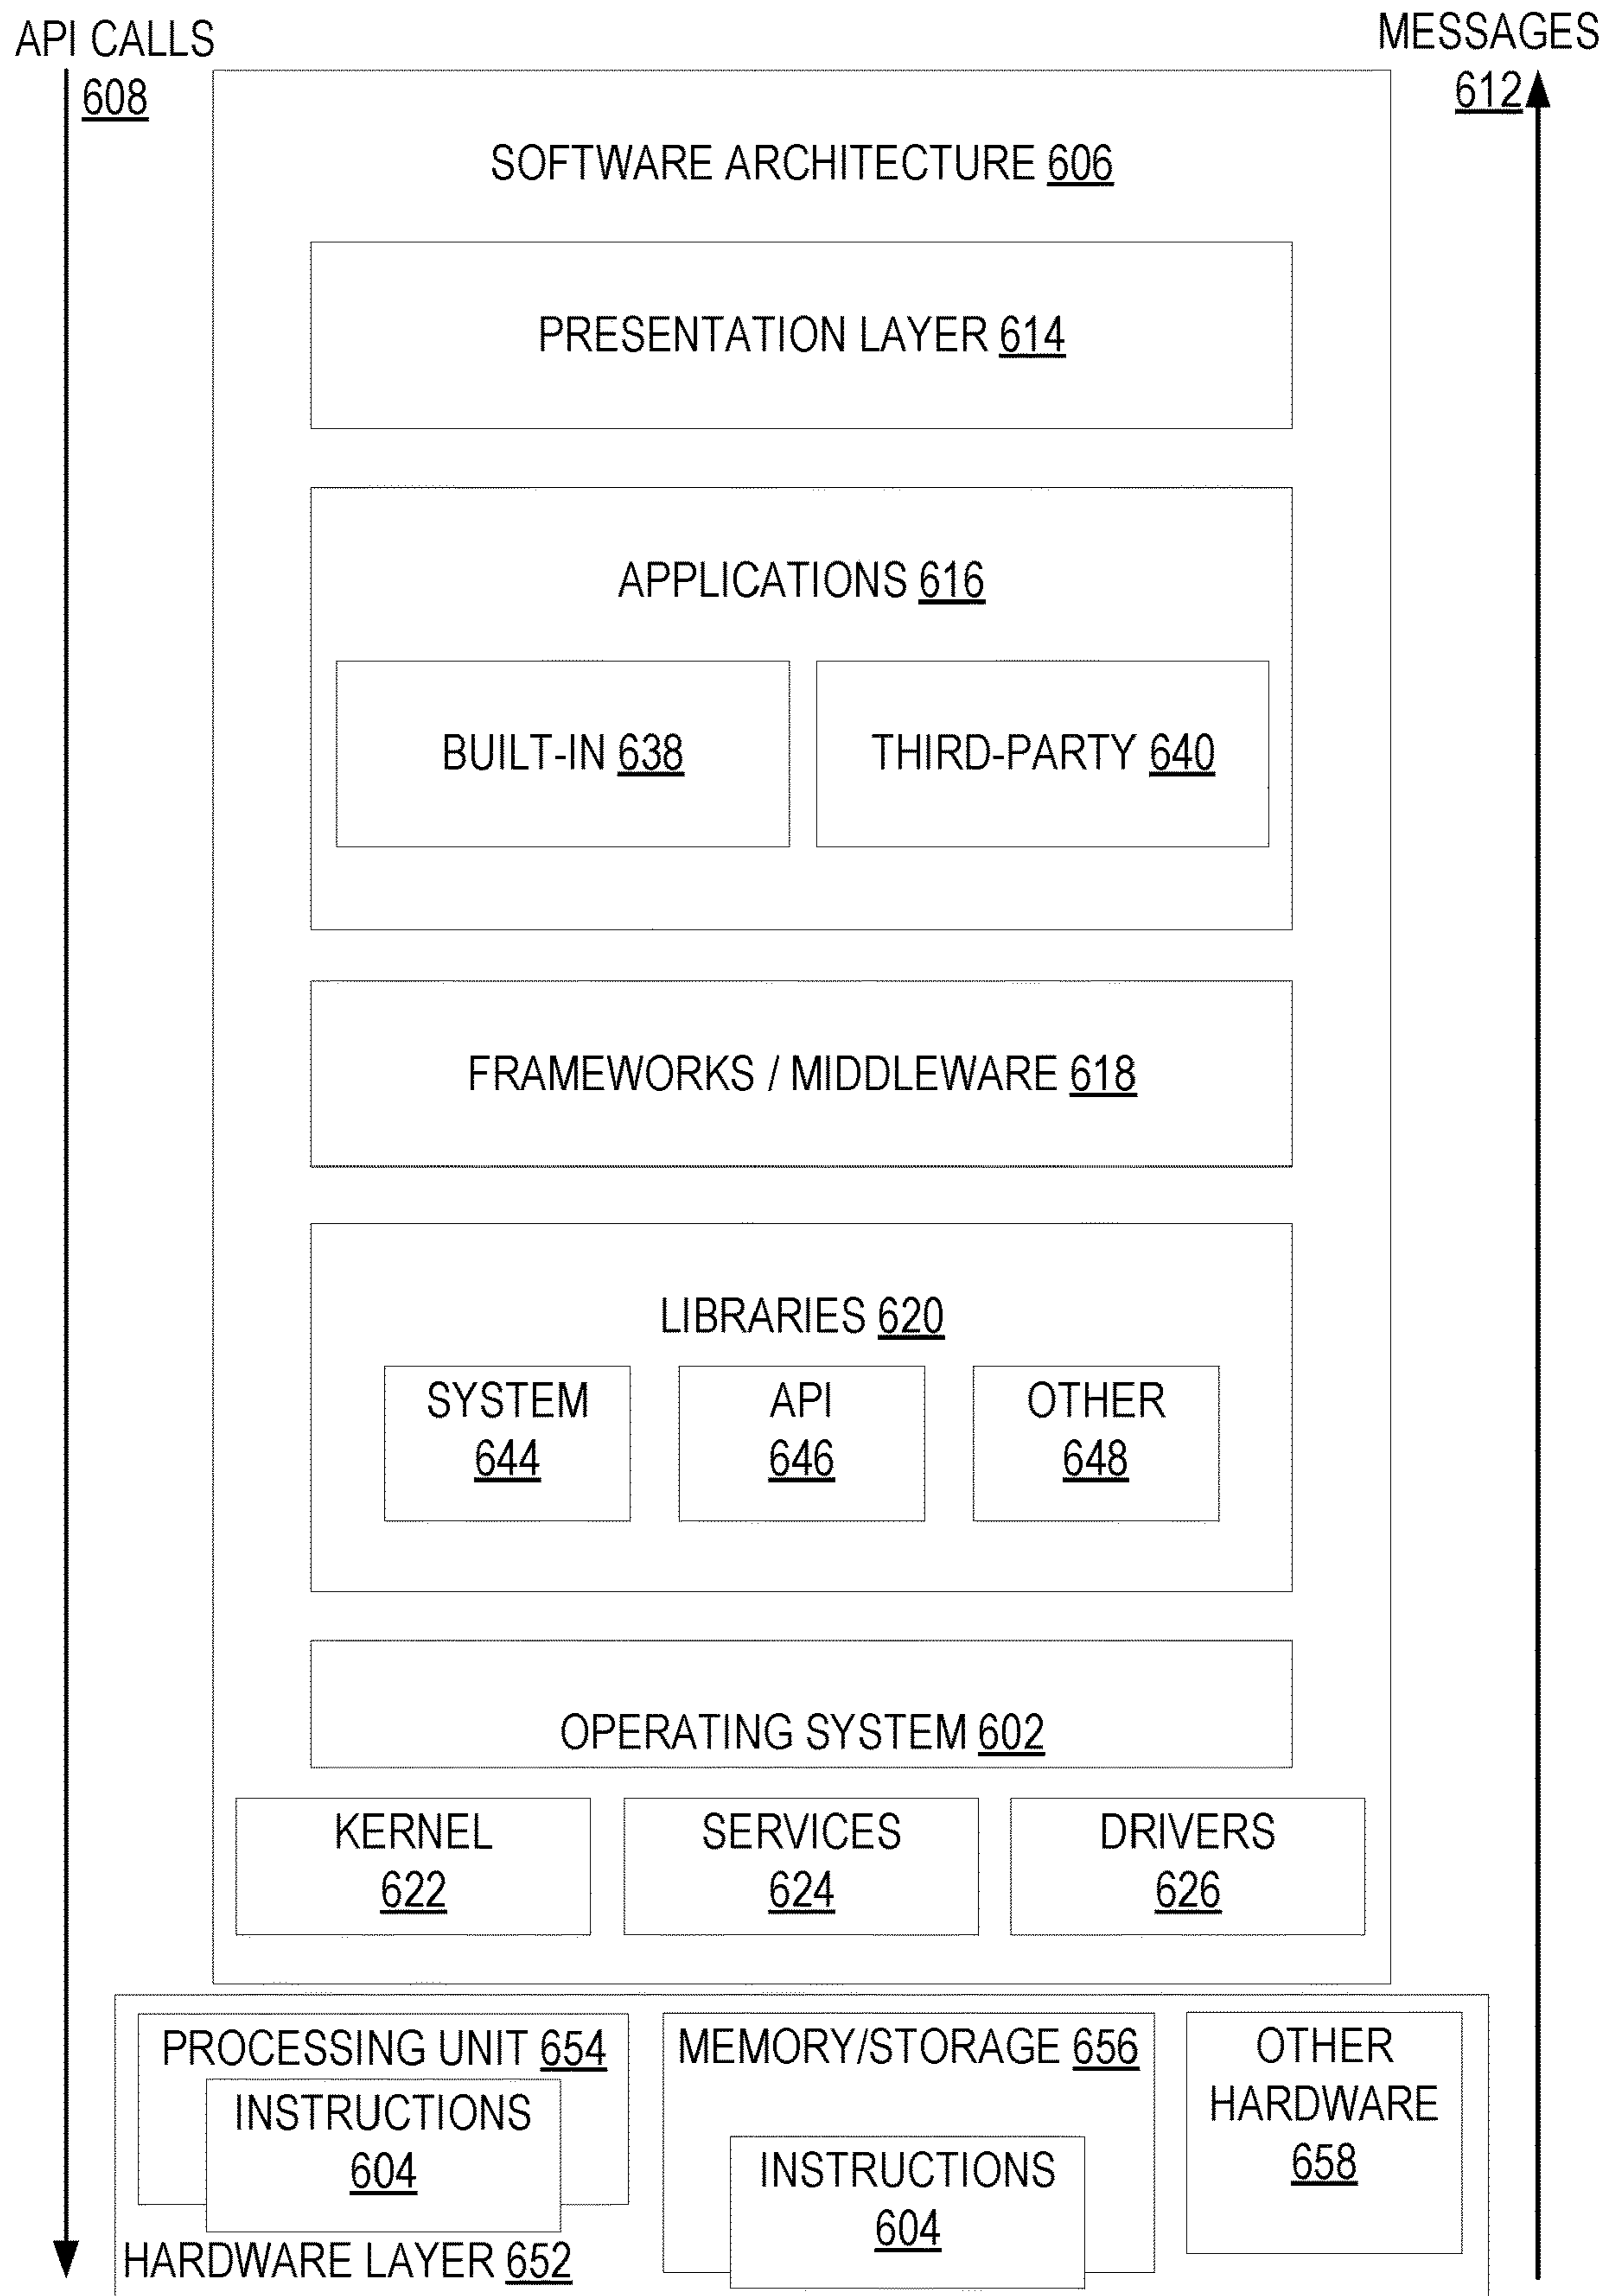 API CALLS
608
MESSAGES
612
SOFTWARE ARCHITECTURE 606
PRESENTATION LAYER 614
APPLICATIONS 616
BUILT-IN 638
THIRD-PARTY 640
FRAMEWORKS / MIDDLEWARE 618
LIBRARIES 620
SYSTEM
644
API
646
OTHER
648
OPERATING SYSTEM 602
KERNEL
622
SERVICES
624
DRIVERS
626
PROCESSING UNIT 654
INSTRUCTIONS
604
MEMORY/STORAGE 656
INSTRUCTIONS
604
OTHER
HARDWARE
658
HARDWARE LAYER 652